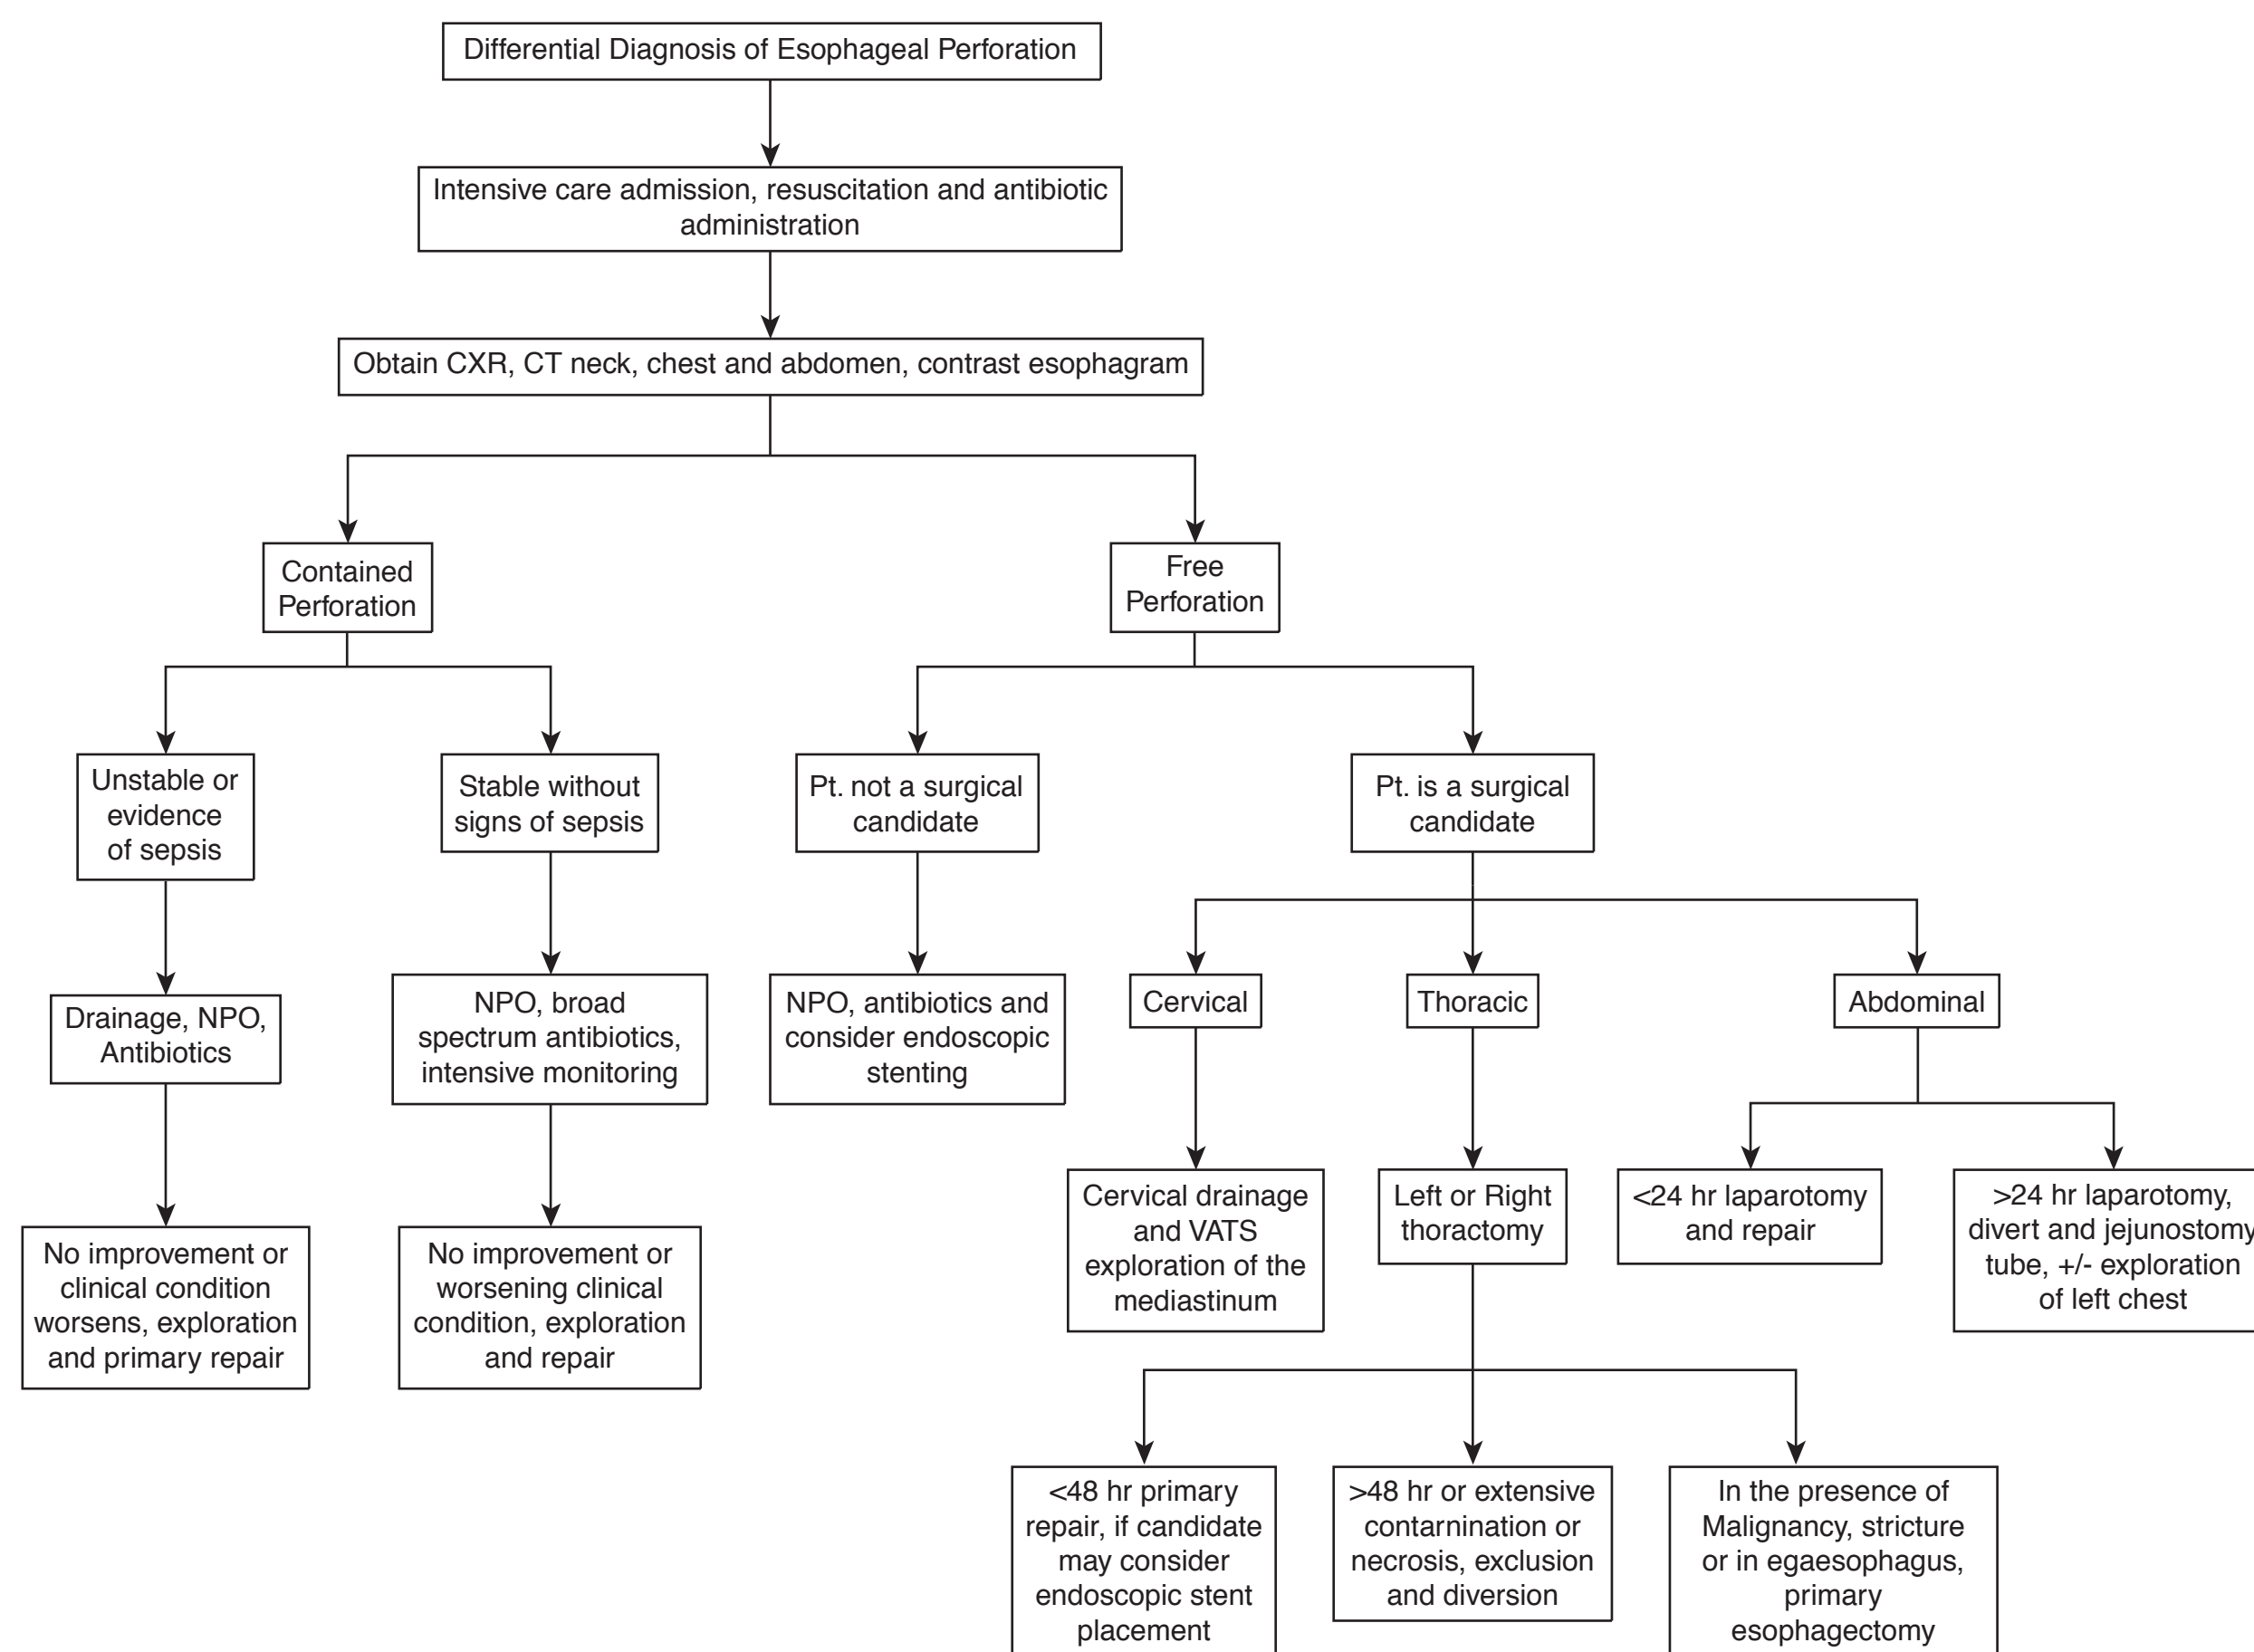 Differential Diagnosis of Esophageal Perforation
Intensive care admission, resuscitation and antibiotic
administration
Obtain CXR, CT neck, chest and abdomen, contrast esophagram
Contained
Perforation
Free
Perforation
Unstable or
evidence
of sepsis
Stable without
signs of sepsis
Pt. not a surgical
candidate
Pt. is a surgical
candidate
Drainage, NPO,
Antibiotics
NPO, broad
spectrum antibiotics,
intensive monitoring
NPO, antibiotics and
consider endoscopic
stenting
Cervical
Thoracic
Abdominal
No improvement or
clinical condition
worsens, exploration
and primary repair
No improvement or
worsening clinical
condition, exploration
and repair
Cervical drainage
and VATS
exploration of the
mediastinum
Left or Right
thoractomy
<24 hr laparotomy
and repair
>24 hr laparotomy,
divert and jejunostomy
tube, +/- exploration
of left chest
<48 hr primary
repair, if candidate
may consider
endoscopic stent
placement
>48 hr or extensive
contarnination or
necrosis, exclusion
and diversion
In the presence of
Malignancy, stricture
or in egaesophagus,
primary
esophagectomy